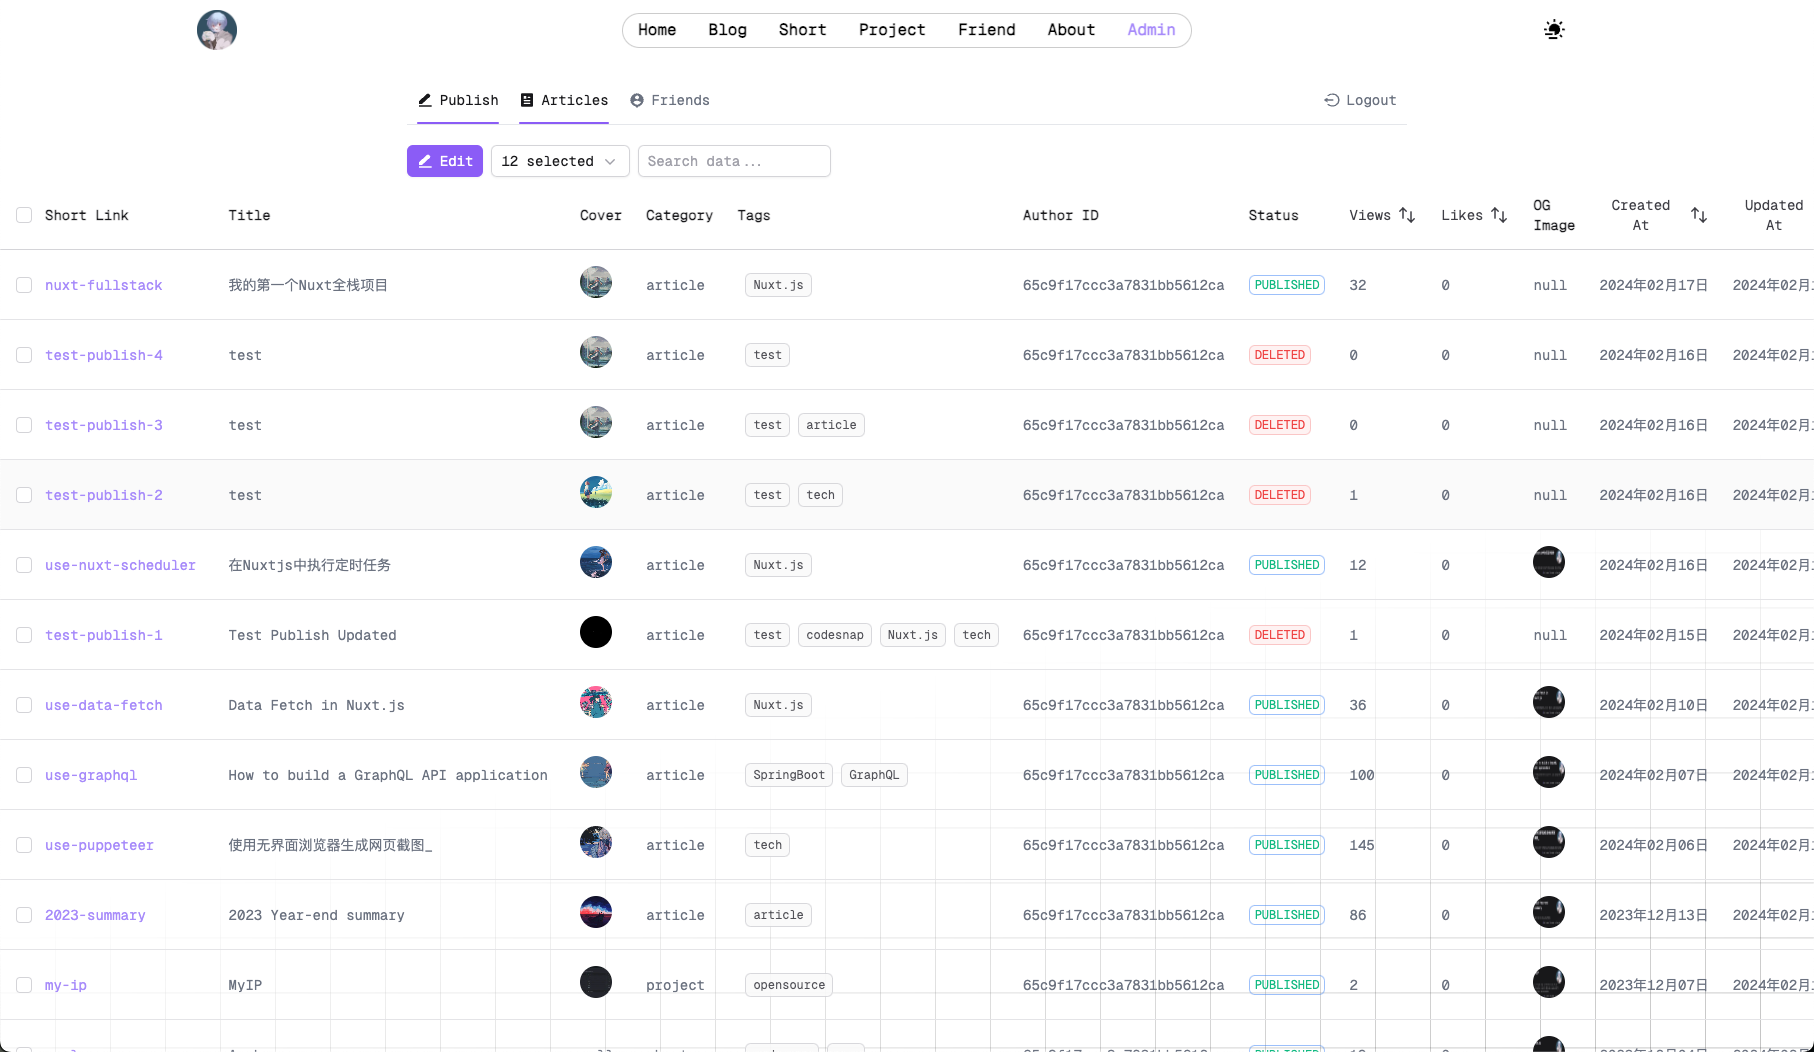 Home Blog Short Project Friend About Admin
Publish Articles Friends Logout
Edit 12 selected Search data...
Short Link Title Cover Category Tags Author ID Status Views Likes OG Image Created At Updated At
nuxt-fullstack 我的第一个Nuxt全栈项目 article Nuxt.js 65c9f17ccc3a7831bb5612ca PUBLISHED 32 0 null 2024年02月17日 2024年02月
test-publish-4 test article test 65c9f17ccc3a7831bb5612ca DELETED 0 0 null 2024年02月16日 2024年02月
test-publish-3 test article test article 65c9f17ccc3a7831bb5612ca DELETED 0 0 null 2024年02月16日 2024年02月
test-publish-2 test article test tech 65c9f17ccc3a7831bb5612ca DELETED 1 0 null 2024年02月16日 2024年02月
use-nuxt-scheduler 在Nuxtjs中执行定时任务 article Nuxt.js 65c9f17ccc3a7831bb5612ca PUBLISHED 12 0 2024年02月16日 2024年02月
test-publish-1 Test Publish Updated article test codesnap Nuxt.js tech 65c9f17ccc3a7831bb5612ca DELETED 1 0 null 2024年02月15日 2024年02月
use-data-fetch Data Fetch in Nuxt.js article Nuxt.js 65c9f17ccc3a7831bb5612ca PUBLISHED 36 0 2024年02月10日 2024年02月
use-graphql How to build a GraphQL API application article SpringBoot GraphQL 65c9f17ccc3a7831bb5612ca PUBLISHED 100 0 2024年02月07日 2024年02月
use-puppeteer 使用无界面浏览器生成网页截图_ article tech 65c9f17ccc3a7831bb5612ca PUBLISHED 145 0 2024年02月06日 2024年02月
2023-summary 2023 Year-end summary article article 65c9f17ccc3a7831bb5612ca PUBLISHED 86 0 2023年12月13日 2024年02月
my-ip MyIP project opensource 65c9f17ccc3a7831bb5612ca PUBLISHED 2 0 2023年12月07日 2024年02月